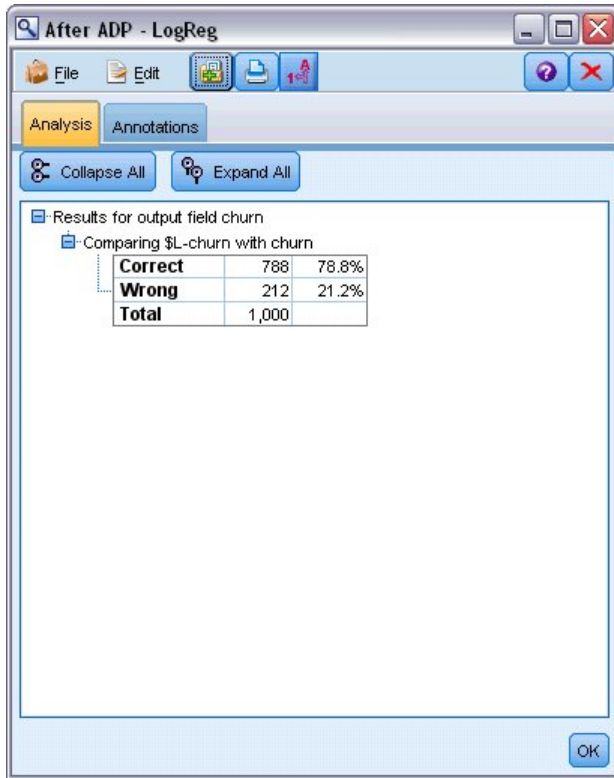 After ADP - LogReg
File Edit
Analysis Annotations
Collapse All Expand All
Results for output field churn
Comparing $L-churn with churn
Correct 788 78.8%
Wrong 212 21.2%
Total 1,000
OK